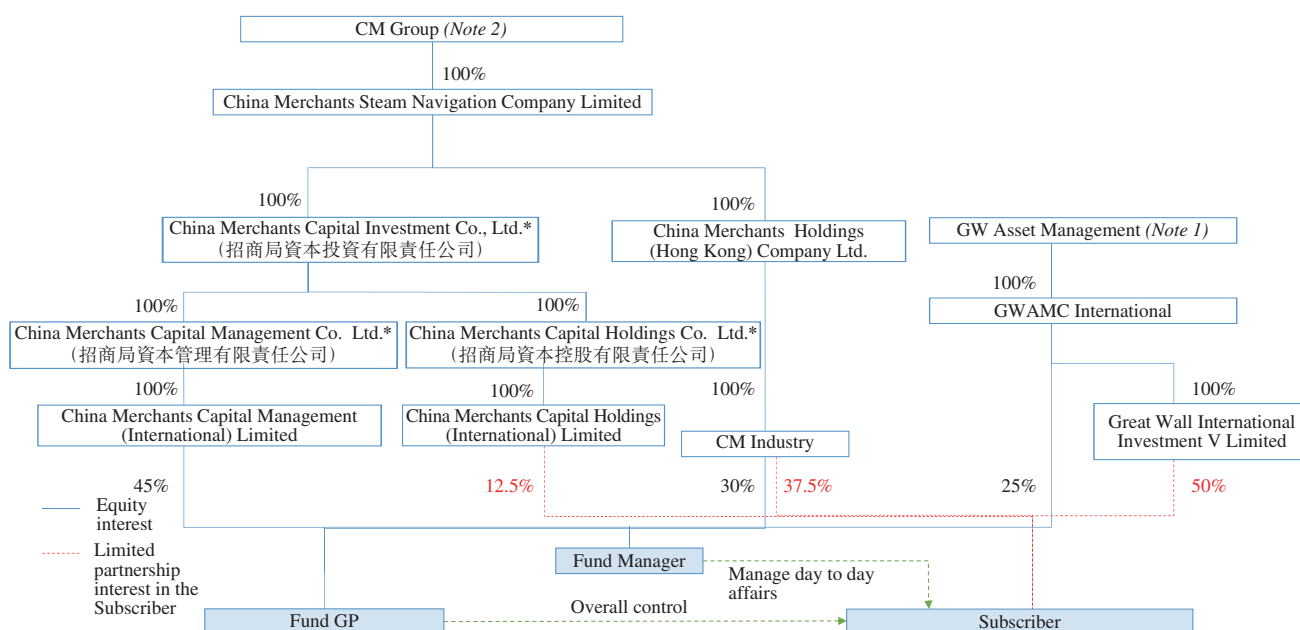 CM Group (Note 2)
100%
China Merchants Steam Navigation Company Limited
100%
100%
China Merchants Capital Investment Co., Ltd.*
(招商局資本投資有限責任公司)
China Merchants Holdings
(Hong Kong) Company Ltd.
GW Asset Management (Note 1)
100%
100%
100%
GWAMC International
China Merchants Capital Management Co. Ltd.*
(招商局資本管理有限責任公司)
China Merchants Capital Holdings Co. Ltd.*
(招商局資本控股有限責任公司)
100%
100%
100%
100%
China Merchants Capital Management
(International) Limited
China Merchants Capital Holdings
(International) Limited
CM Industry
Great Wall International
Investment V Limited
45%
12.5%
30%
37.5%
25%
50%
Equity
interest
Limited
partnership
interest in the
Subscriber
Fund Manager
Manage day to day
affairs
Overall control
Fund GP
Subscriber